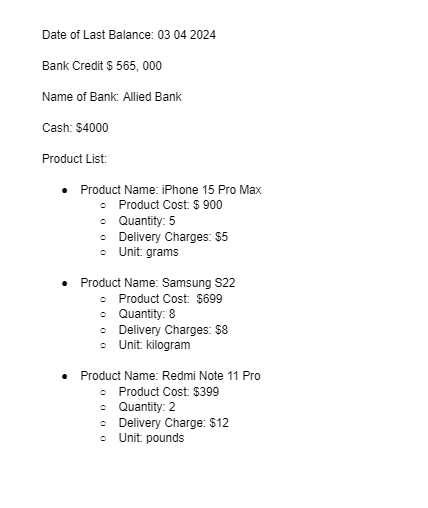 Date of Last Balance: 03 04 2024
Bank Credit $ 565, 000
Name of Bank: Allied Bank
Cash: $4000
Product List:
● Product Name: iPhone 15 Pro Max
○ Product Cost: $ 900
○ Quantity: 5
○ Delivery Charges: $5
○ Unit: grams
● Product Name: Samsung S22
○ Product Cost:  $699
○ Quantity: 8
○ Delivery Charges: $8
○ Unit: kilogram
● Product Name: Redmi Note 11 Pro
○ Product Cost: $399
○ Quantity: 2
○ Delivery Charge: $12
○ Unit: pounds